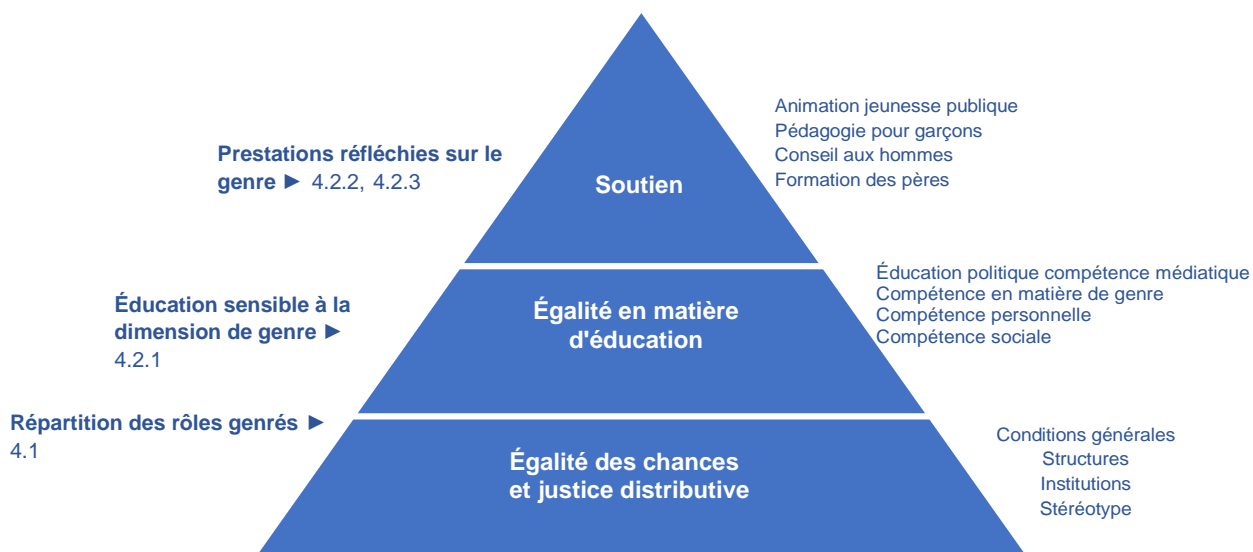 Prestations réfléchies sur le
genre ► 4.2.2, 4.2.3
Soutien
Animation jeunesse publique
Pédagogie pour garçons
Conseil aux hommes
Formation des pères
Éducation sensible à la
dimension de genre ►
4.2.1
Égalité en matière
d'éducation
Éducation politique compétence médiatique
Compétence en matière de genre
Compétence personnelle
Compétence sociale
Répartition des rôles genrés ►
4.1
Égalité des chances
et justice distributive
Conditions générales
Structures
Institutions
Stéréotype